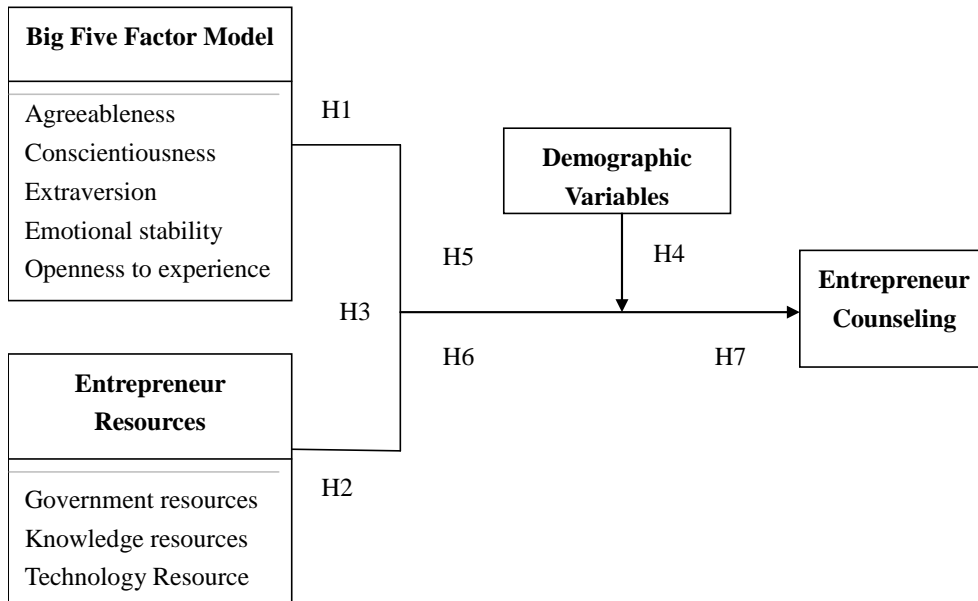 Big Five Factor Model
Agreeableness
Conscientiousness
Extraversion
Emotional stability
Openness to experience
H1
Demographic
Variables
H5
H4
Entrepreneur
Counseling
H3
H6
H7
Entrepreneur
Resources
H2
Government resources
Knowledge resources
Technology Resource